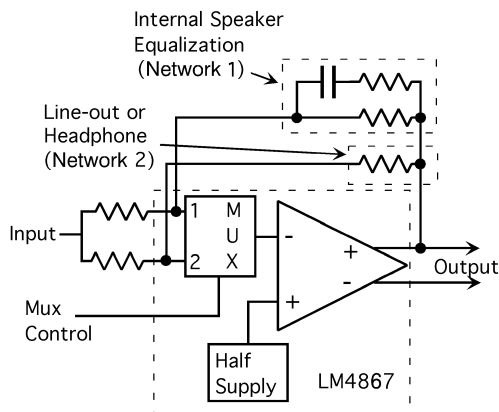 Internal Speaker
Equalization
(Network 1)
Line-out or
Headphone
(Network 2)
Input
1
2
M
U
X
-
+
+
-
Output
Mux
Control
Half
Supply
LM4867